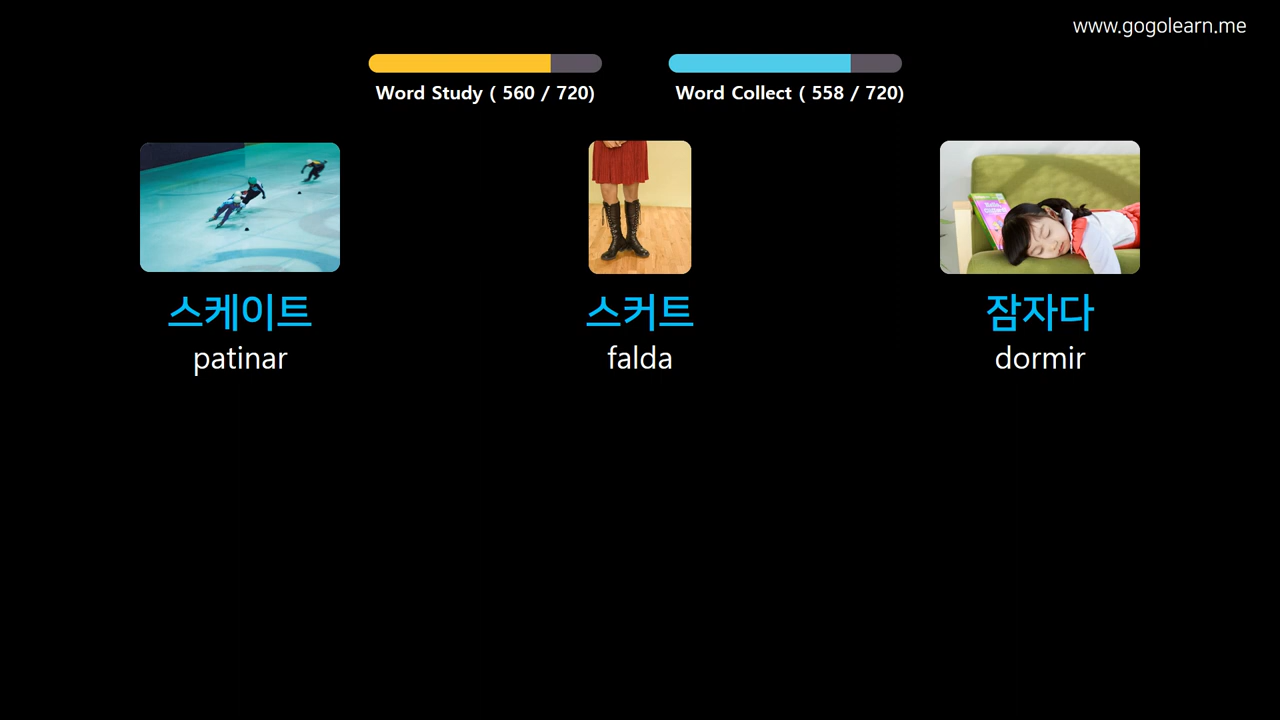 www.gogolearn.me
Word Study ( 560 / 720)
Word Collect ( 558 / 720)
스케이트
patinar
스커트
falda
잠자다
dormir